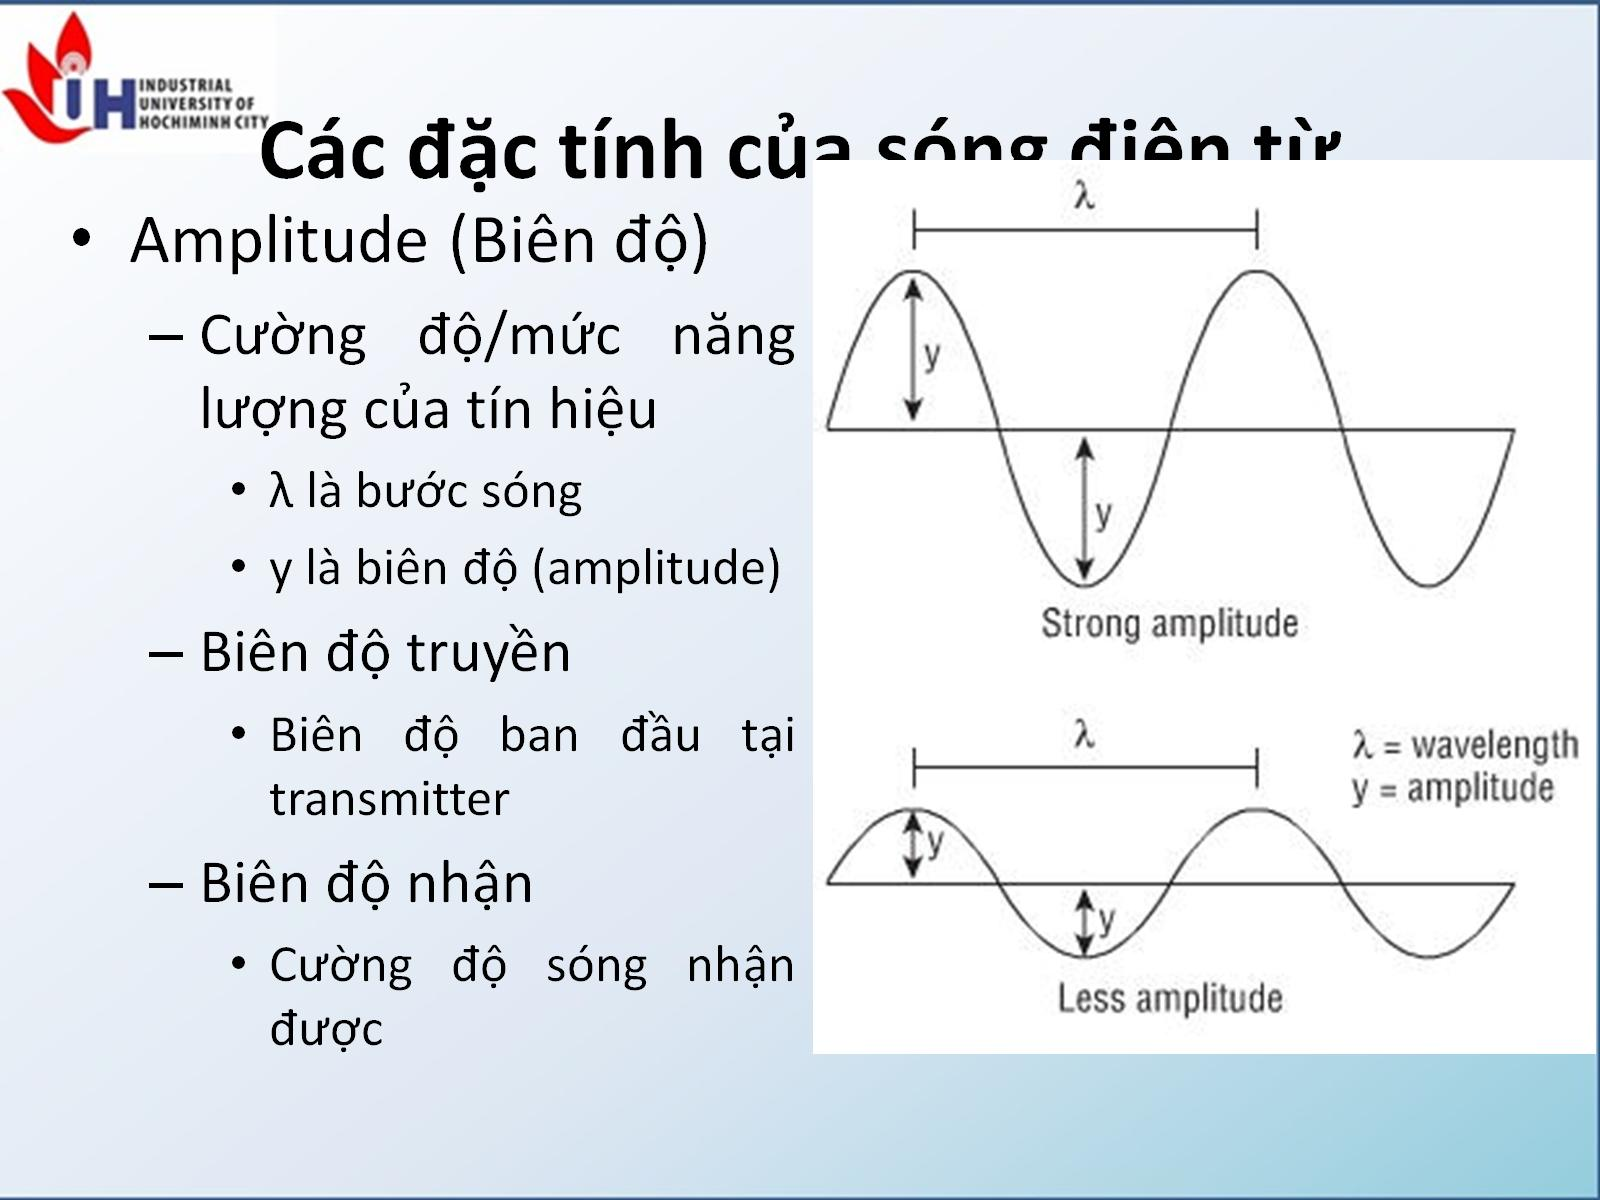 INDUSTRIAL
UNIVERSITY OF
HOCHIMINH CITY
Các đặc tính của sóng điện từ
• Amplitude (Biên độ)
– Cường độ/mức năng
lượng của tín hiệu
• λ là bước sóng
• y là biên độ (amplitude)
– Biên độ truyền
• Biên độ ban đầu tại
transmitter
– Biên độ nhận
• Cường độ sóng nhận
được
λ
y
y
Strong amplitude
λ
λ = wavelength
y = amplitude
y
y
Less amplitude